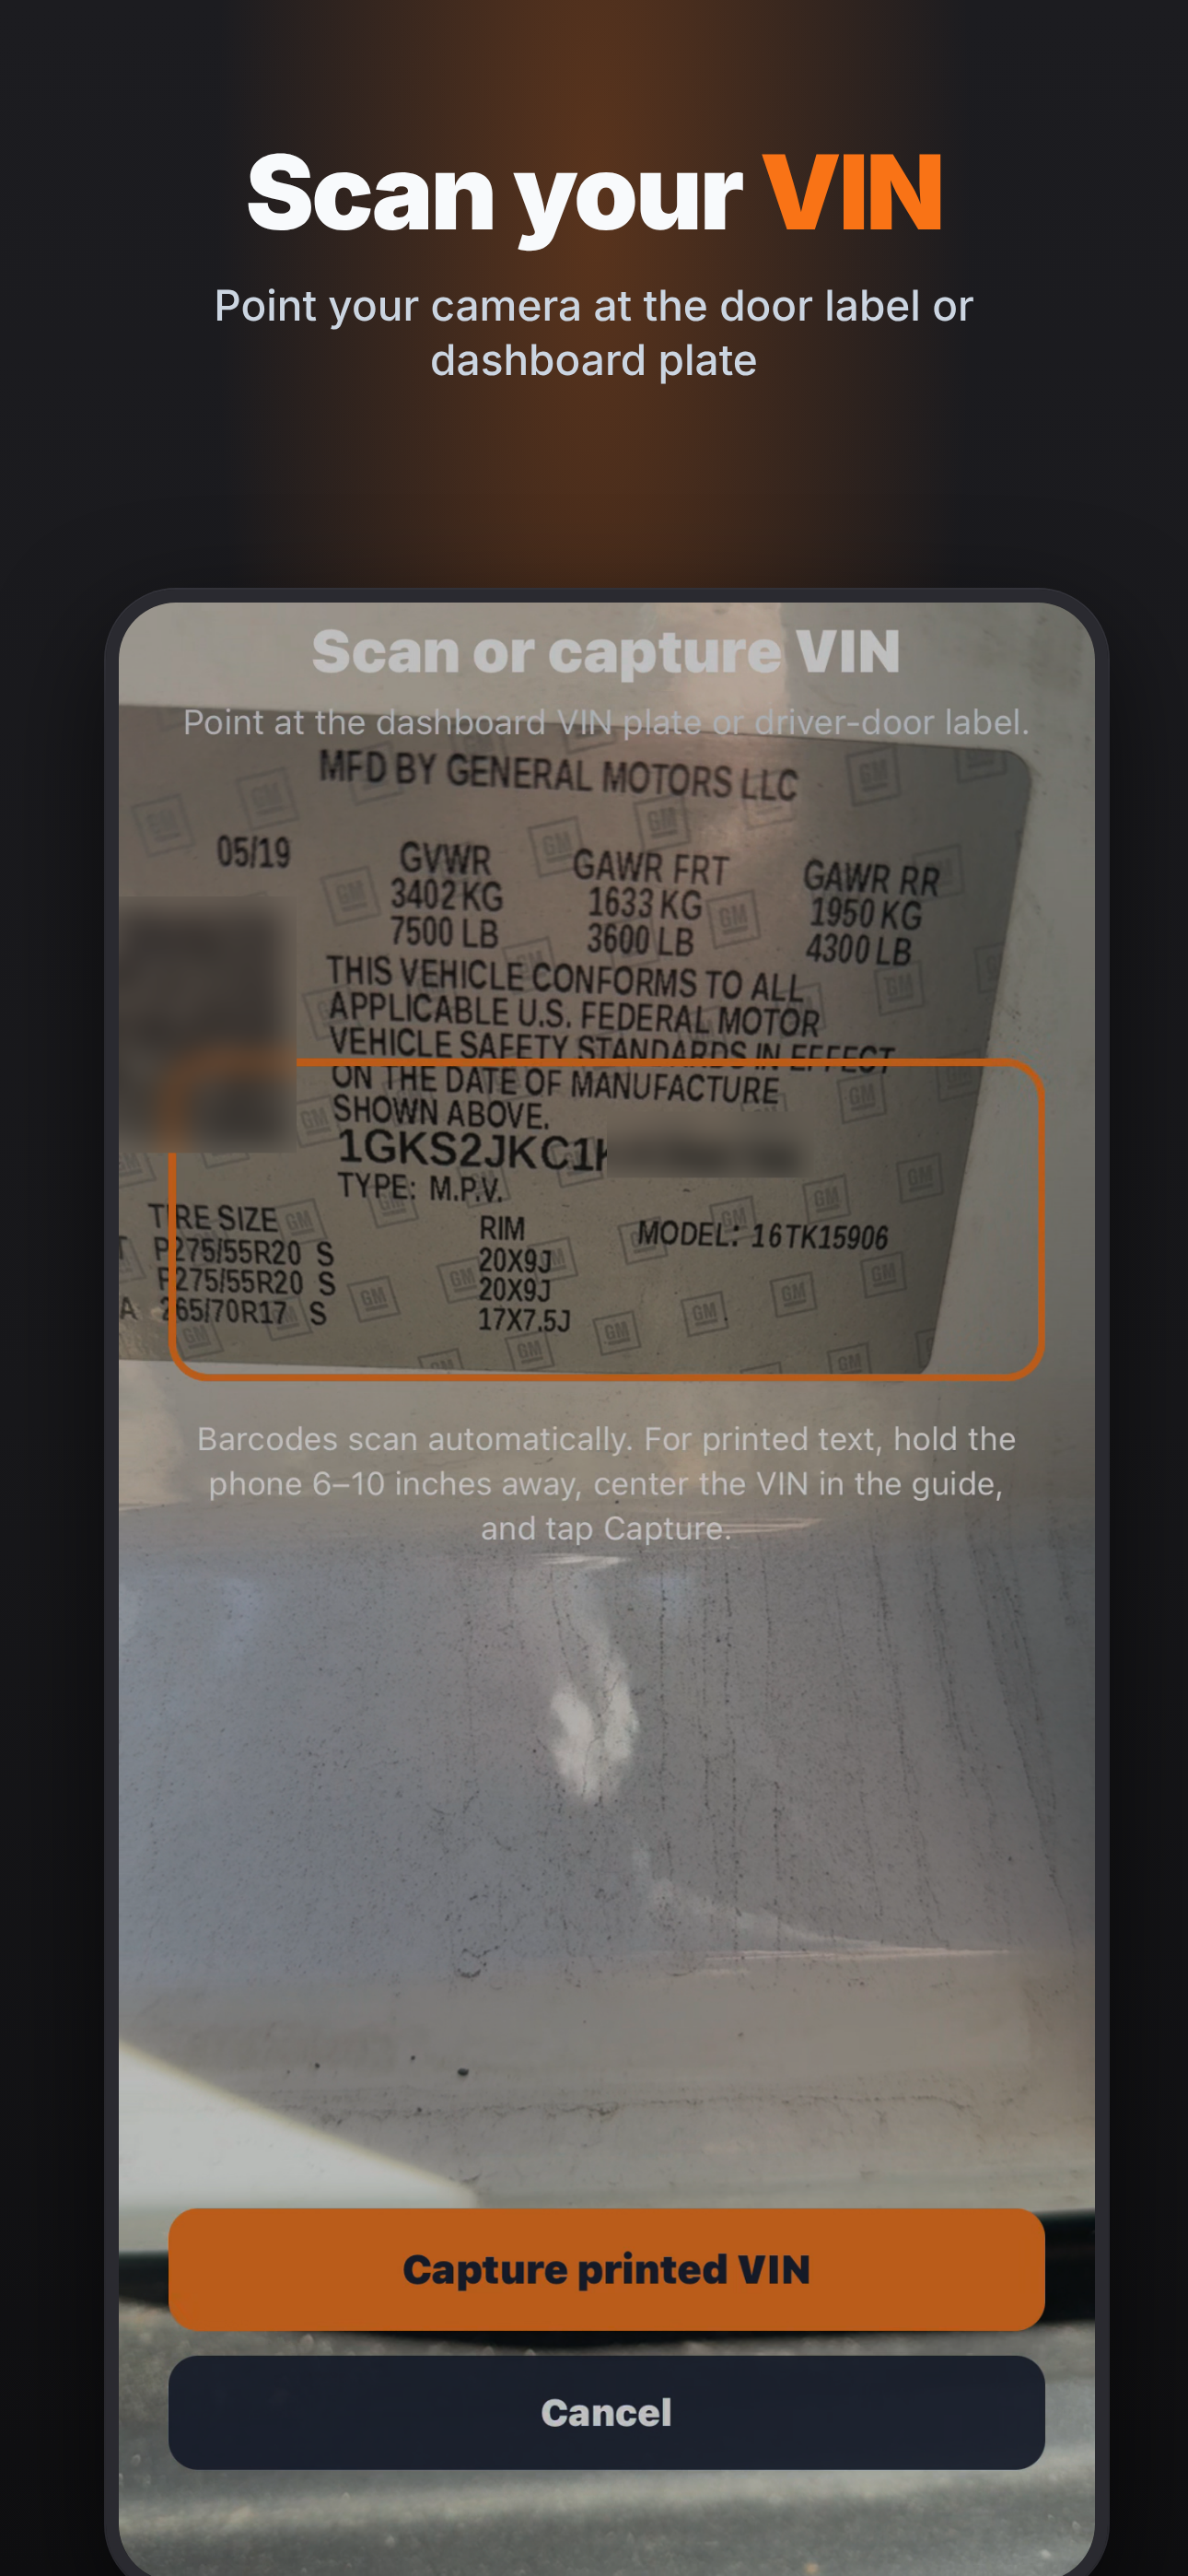 Scan your VIN
Point your camera at the door label or
dashboard plate
Scan or capture VIN
Point at the dashboard VIN plate or driver-door label.
MFD BY GENERAL MOTORS LLC
05/19 GVWR GAWR FRT GAWR RR
3402 KG 1633 KG 1950 KG
7500 LB 3600 LB 4300 LB
THIS VEHICLE CONFORMS TO ALL
APPLICABLE U.S. FEDERAL MOTOR
VEHICLE SAFETY STANDARDS IN EFFECT
ON THE DATE OF MANUFACTURE
SHOWN ABOVE.
1GKS2JKC1
TYPE: M.P.V.
TIRE SIZE RIM MODEL: 16TK15906
P275/55R20 S 20X9J
P275/55R20 S 20X9J
265/70R17 S 17X7.5J
Barcodes scan automatically. For printed text, hold the
phone 6–10 inches away, center the VIN in the guide,
and tap Capture.
Capture printed VIN
Cancel